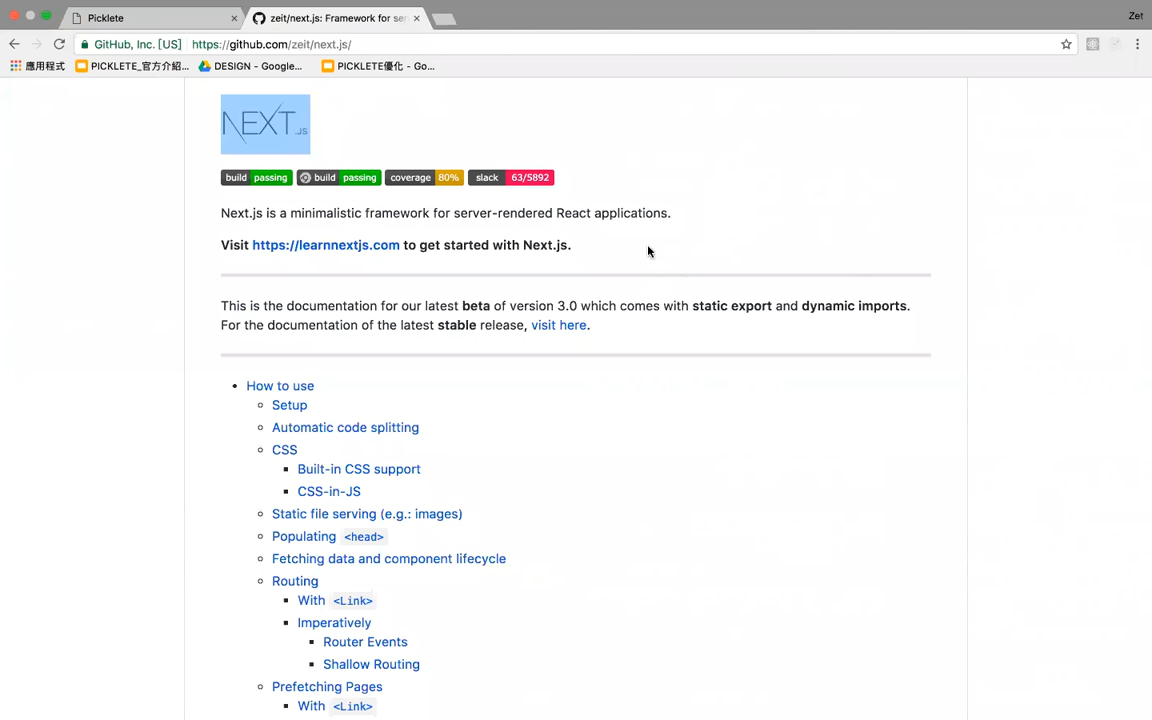 Picklete
zeit/next.js: Framework for se
Zet
GitHub, Inc. [US]
https://github.com/zeit/next.js/
應用程式
PICKLETE_官方介紹...
DESIGN - Google...
PICKLETE優化 - Go...
NEXT.JS
build passing
build passing
coverage 80%
slack 63/5892
Next.js is a minimalistic framework for server-rendered React applications.
Visit https://learnnextjs.com to get started with Next.js.
This is the documentation for our latest beta of version 3.0 which comes with static export and dynamic imports.
For the documentation of the latest stable release, visit here.
How to use
Setup
Automatic code splitting
CSS
Built-in CSS support
CSS-in-JS
Static file serving (e.g.: images)
Populating <head>
Fetching data and component lifecycle
Routing
With <Link>
Imperatively
Router Events
Shallow Routing
Prefetching Pages
With <Link>